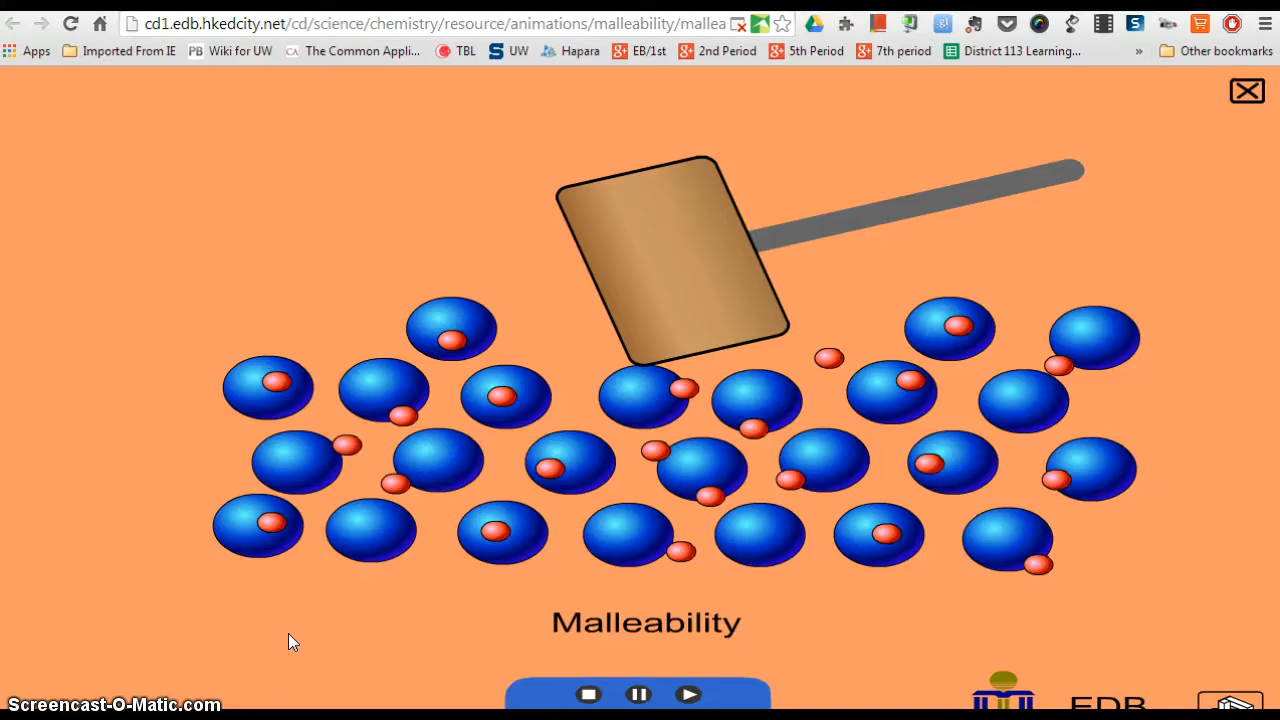 cd1.edb.hkedcity.net/cd/science/chemistry/resource/animations/malleability/mallea
Apps Imported From IE PB Wiki for UW CA The Common Appli... TBL S UW Hapara EB/1st 2nd Period 5th Period 7th period District 113 Learning... » Other bookmarks
Malleability
EDB
Screencast-O-Matic.com